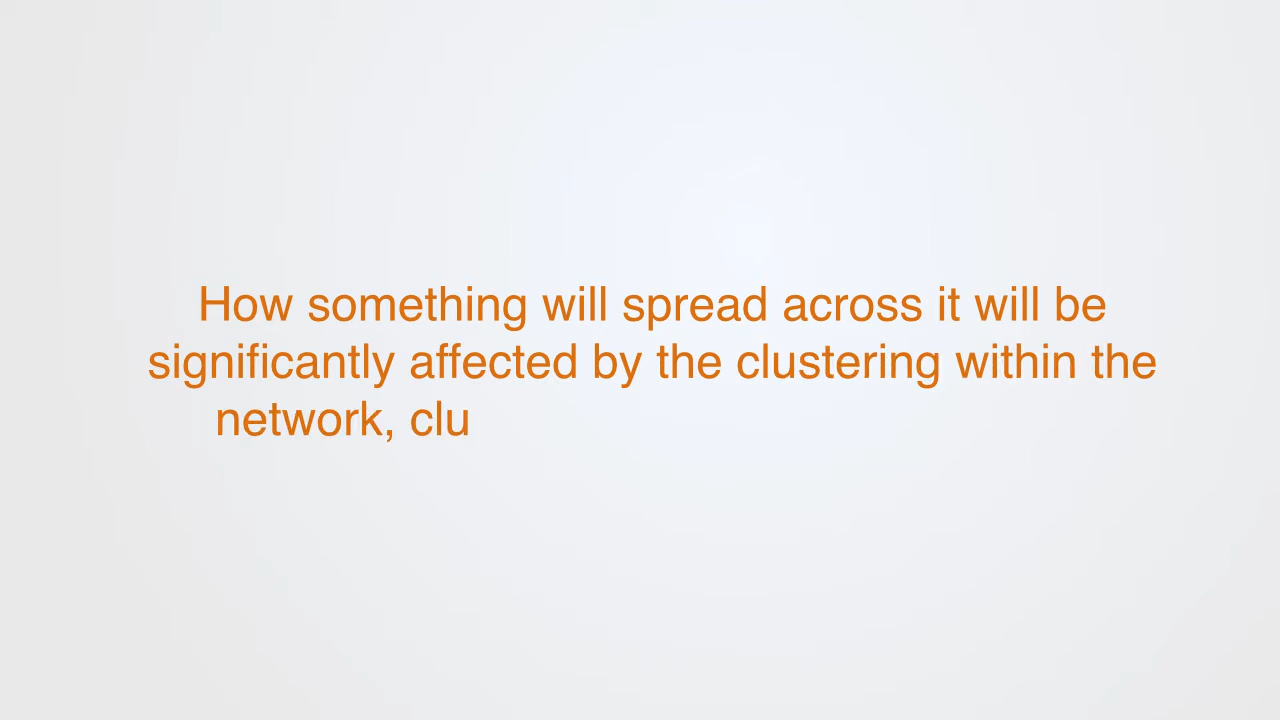 How something will spread across it will be
significantly affected by the clustering within the
network, clu